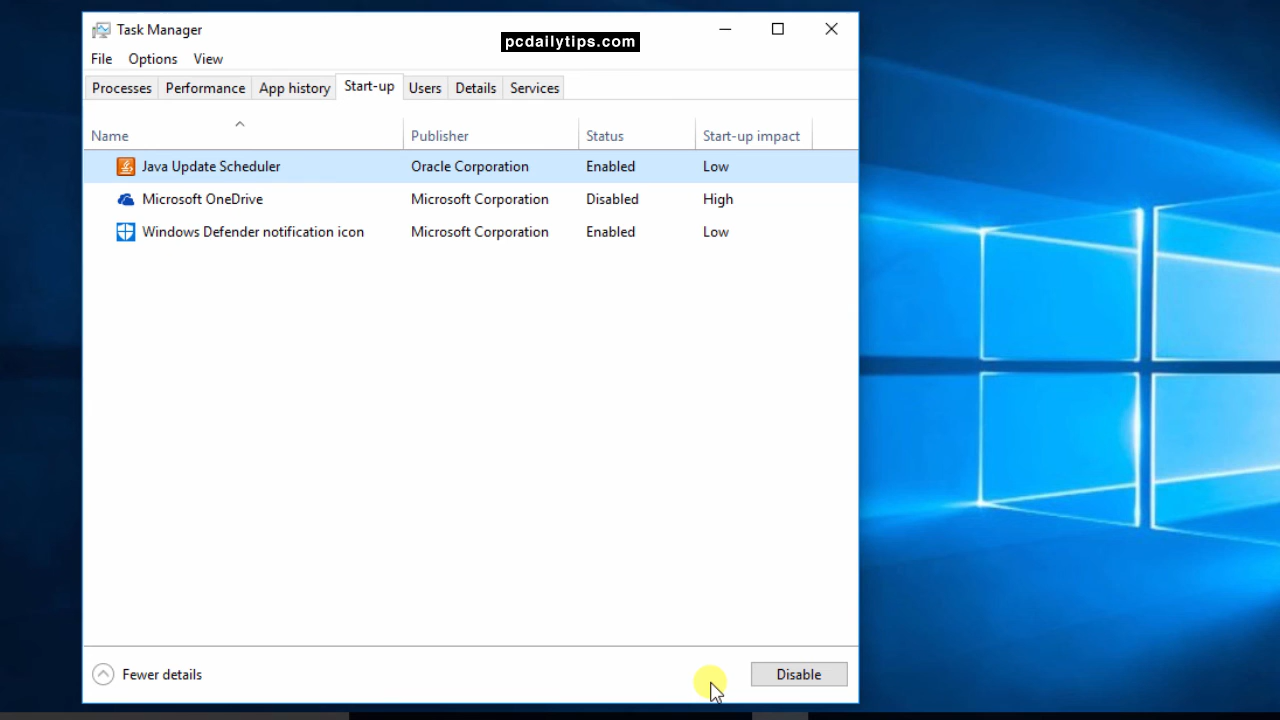 Task Manager
pcdailytips.com
File Options View
Processes Performance App history Start-up Users Details Services
Name Publisher Status Start-up impact
Java Update Scheduler Oracle Corporation Enabled Low
Microsoft OneDrive Microsoft Corporation Disabled High
Windows Defender notification icon Microsoft Corporation Enabled Low
Fewer details Disable